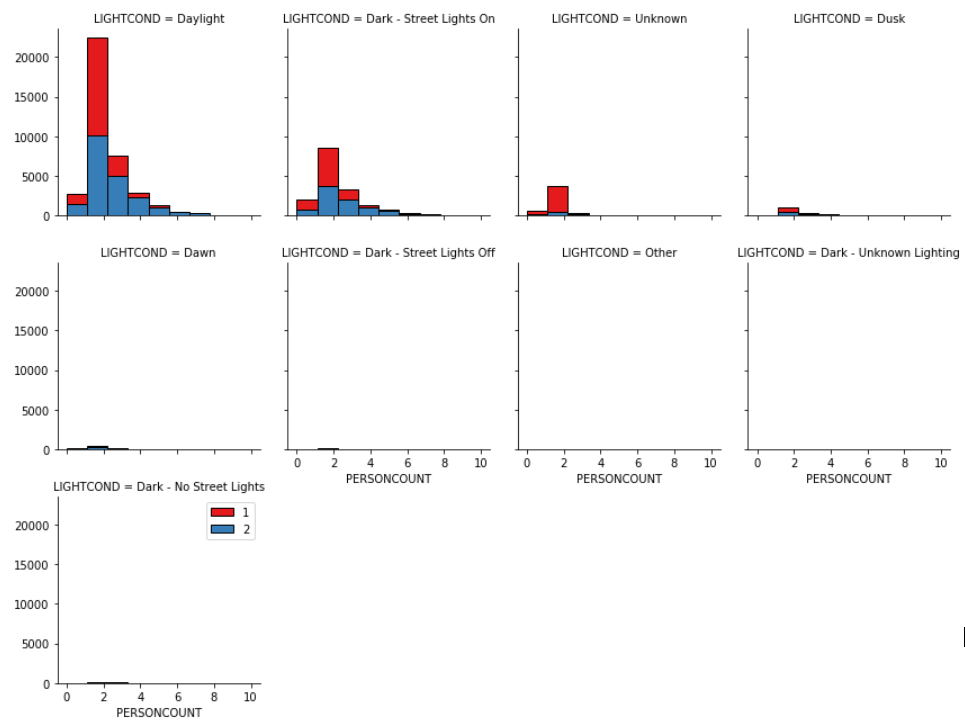 LIGHTCOND = Daylight
LIGHTCOND = Dark - Street Lights On
LIGHTCOND = Unknown
LIGHTCOND = Dusk
20000
15000
10000
5000
0
LIGHTCOND = Dawn
LIGHTCOND = Dark - Street Lights Off
LIGHTCOND = Other
LIGHTCOND = Dark - Unknown Lighting
20000
15000
10000
5000
0
0 2 4 6 8 10
PERSONCOUNT
0 2 4 6 8 10
PERSONCOUNT
0 2 4 6 8 10
PERSONCOUNT
LIGHTCOND = Dark - No Street Lights
1
2
20000
15000
10000
5000
0
0 2 4 6 8 10
PERSONCOUNT